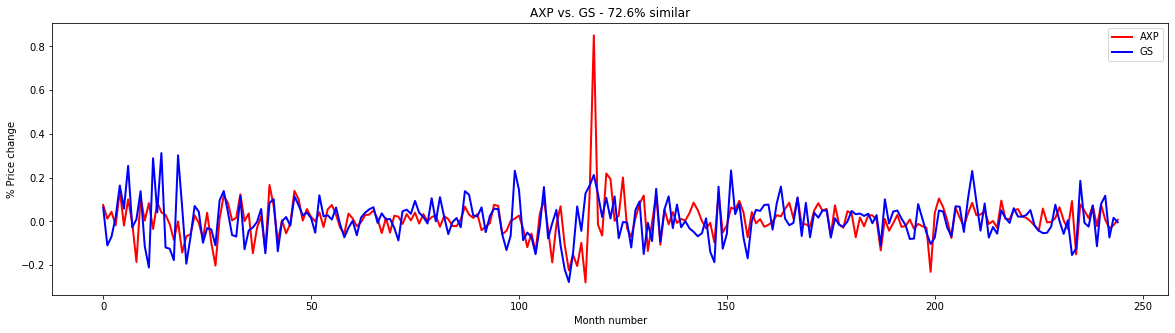 AXP vs. GS - 72.6% similar
AXP
GS
% Price change
0.8
0.6
0.4
0.2
0.0
−0.2
0
50
100
150
200
250
Month number